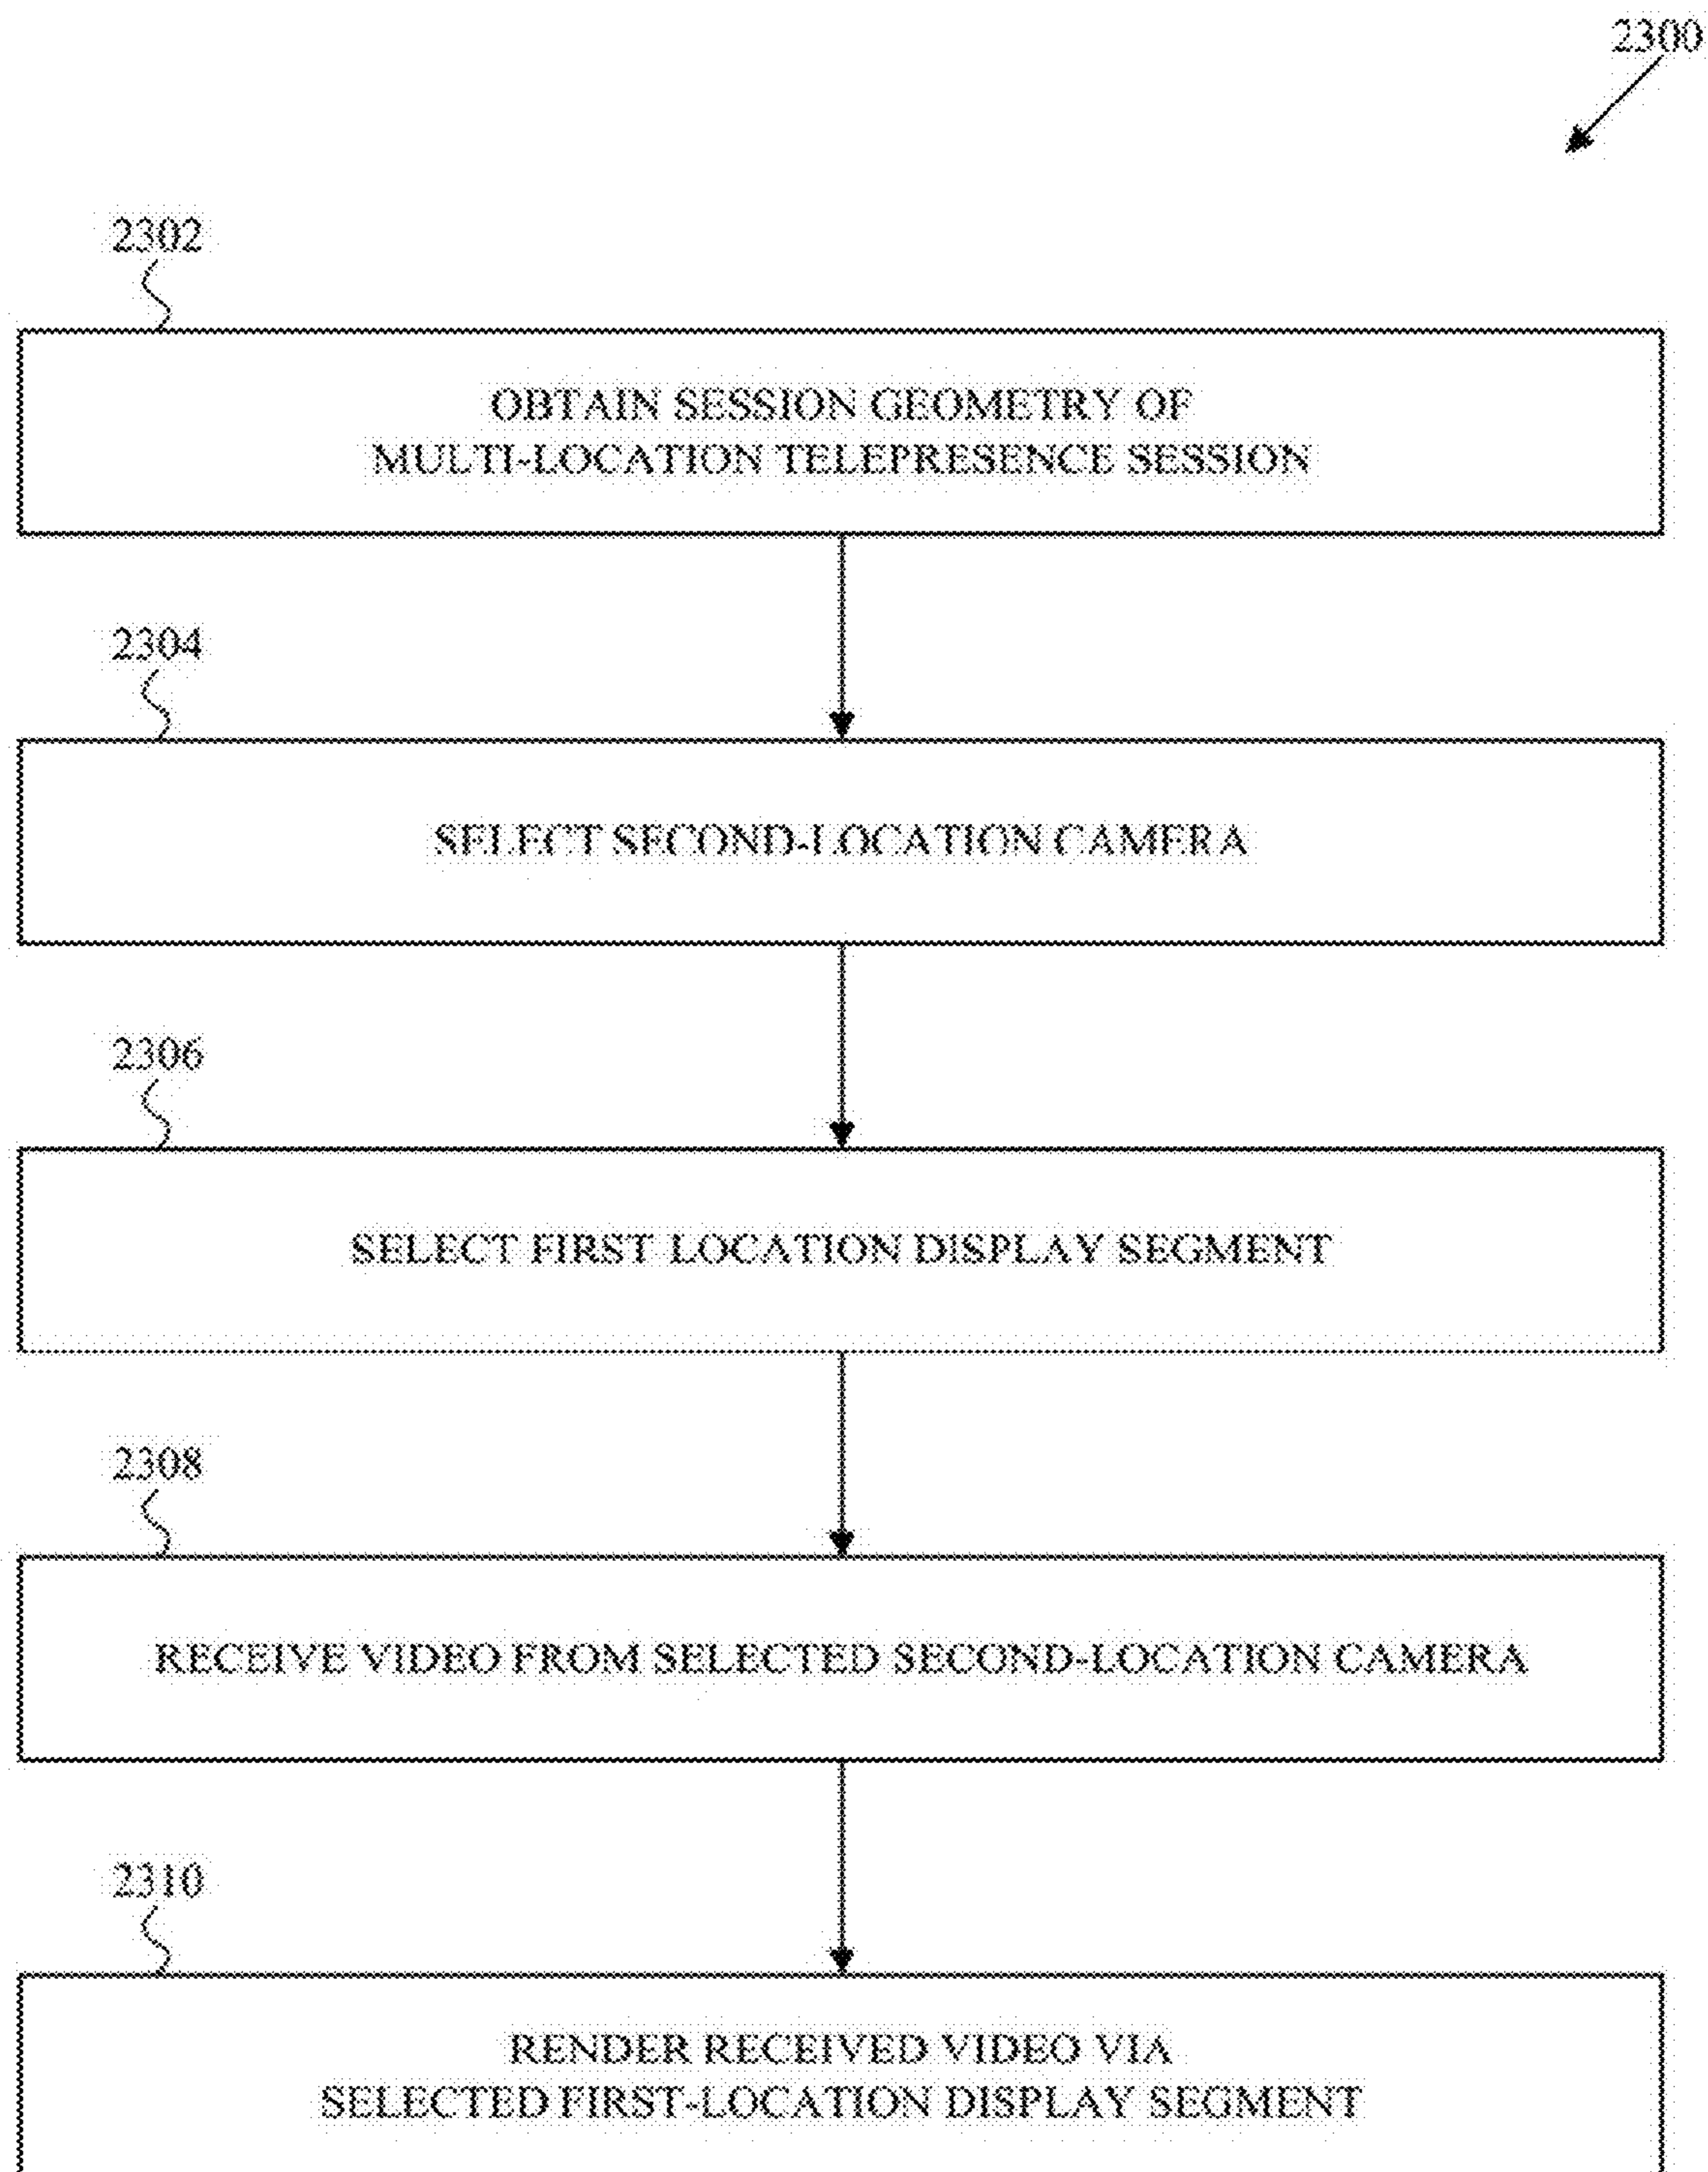 2300
2302
OBTAIN SESSION GEOMETRY OF
MULTI-LOCATION TELEPRESENCE SESSION
2304
SELECT SECOND-LOCATION CAMERA
2306
SELECT FIRST LOCATION DISPLAY SEGMENT
2308
RECEIVE VIDEO FROM SELECTED SECOND-LOCATION CAMERA
2310
RENDER RECEIVED VIDEO VIA
SELECTED FIRST-LOCATION DISPLAY SEGMENT